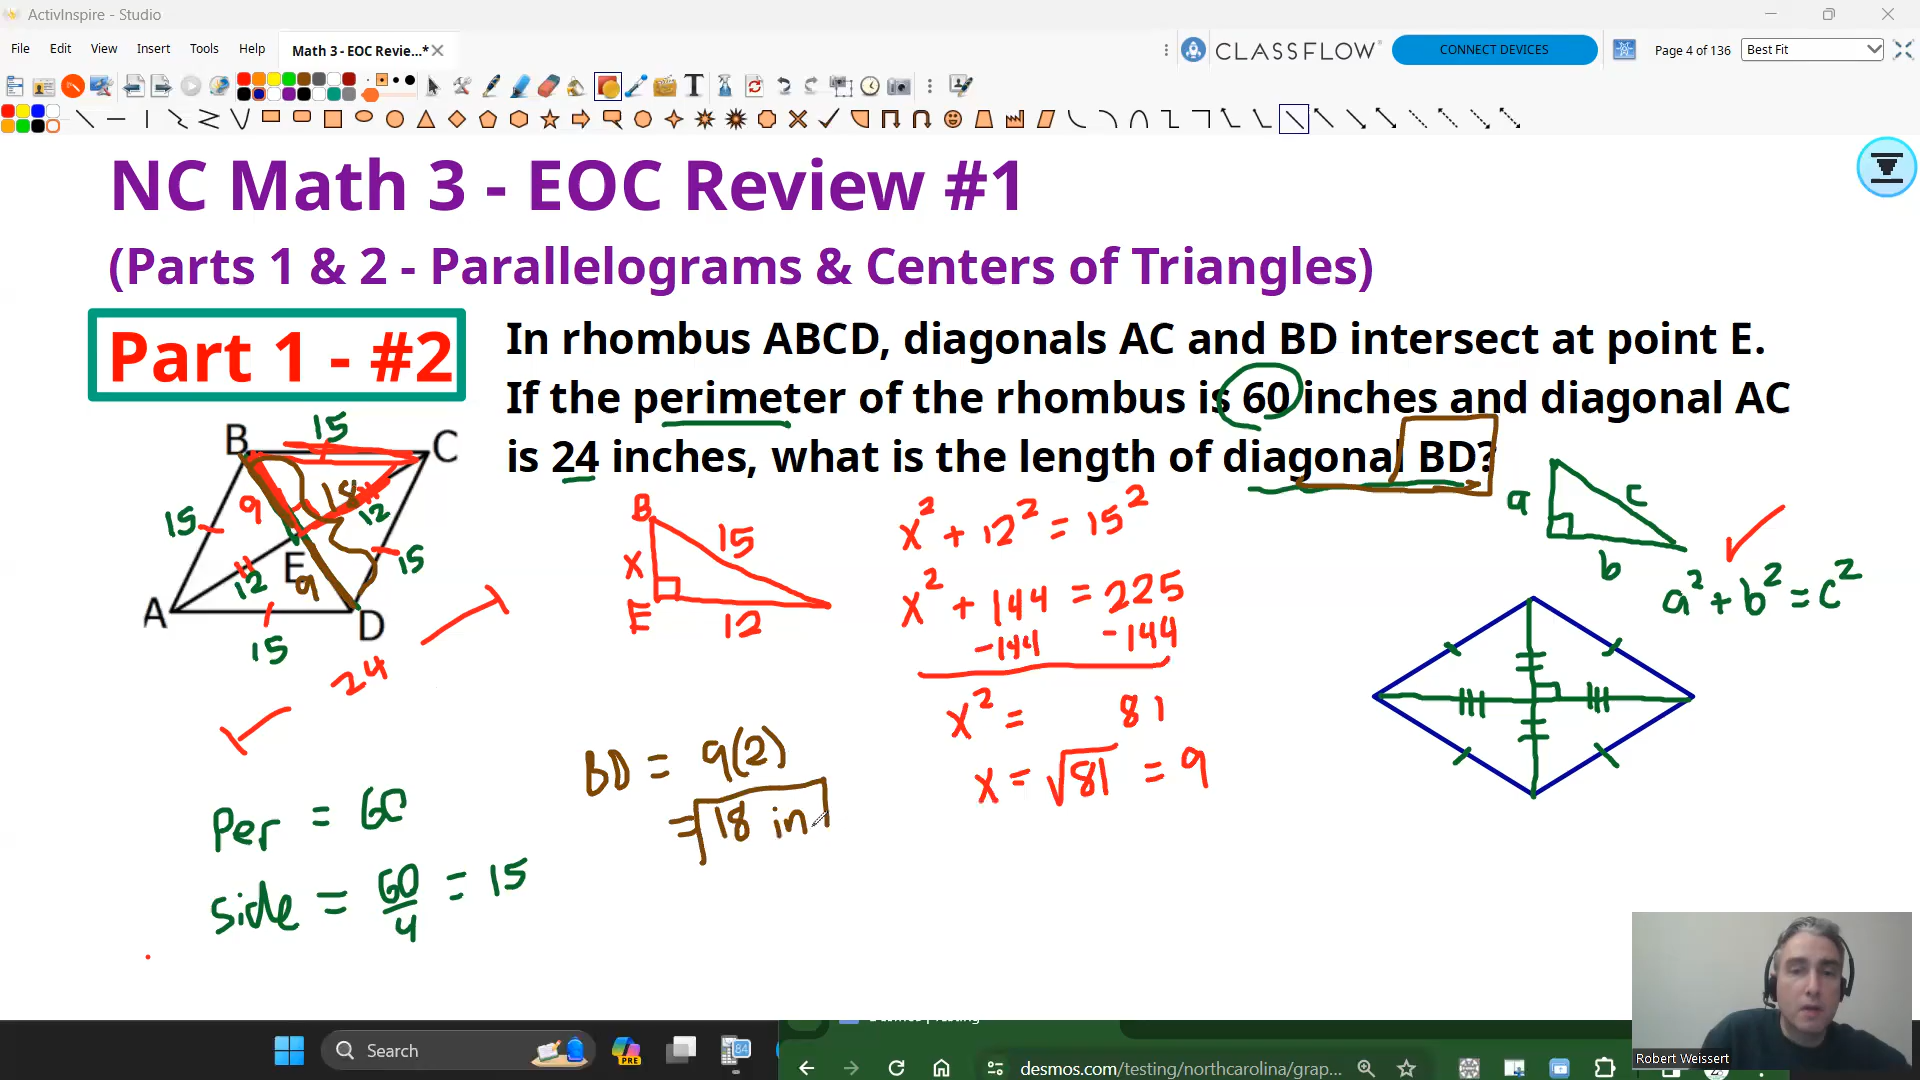 ActivInspire - Studio
File Edit View Insert Tools Help
Math 3 - EOC Revie...*
CLASSFLOW
CONNECT DEVICES
Page 4 of 136
Best Fit
NC Math 3 - EOC Review #1
(Parts 1 & 2 - Parallelograms & Centers of Triangles)
Part 1 - #2
In rhombus ABCD, diagonals AC and BD intersect at point E.
If the perimeter of the rhombus is 60 inches and diagonal AC
is 24 inches, what is the length of diagonal BD?
B 15 C
15 9 18 12
E 15
12 9
A D
15
24
B
x 15
E 12
x² + 12² = 15²
x² + 144 = 225
-144 -144
x² = 81
x = √81 = 9
a c
b
a² + b² = c²
BD = 9(2)
= 18 in
Per = 60
side = 60/4 = 15
Robert Weissert
Search
PRE
84
desmos.com/testing/northcarolina/grap...